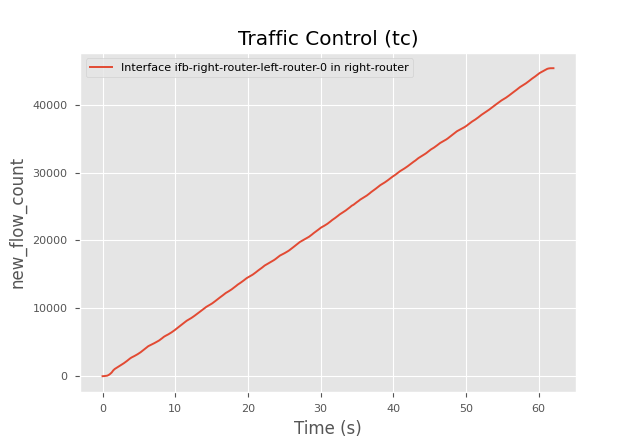 Traffic Control (tc)
Interface ifb-right-router-left-router-0 in right-router
new_flow_count
40000
30000
20000
10000
0
0 10 20 30 40 50 60
Time (s)